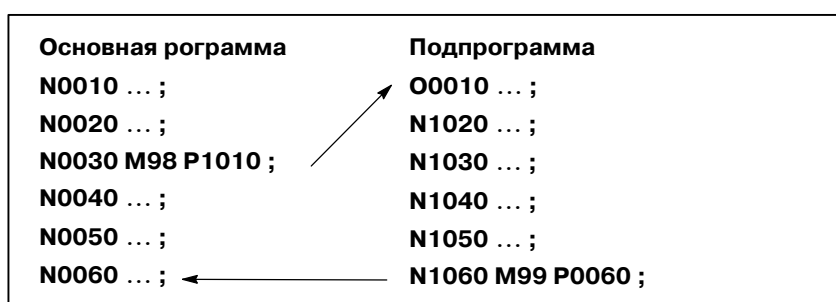 Основная рограмма
N0010 … ;
N0020 … ;
N0030 M98 P1010 ;
N0040 … ;
N0050 … ;
N0060 … ;
Подпрограмма
O0010 … ;
N1020 … ;
N1030 … ;
N1040 … ;
N1050 … ;
N1060 M99 P0060 ;